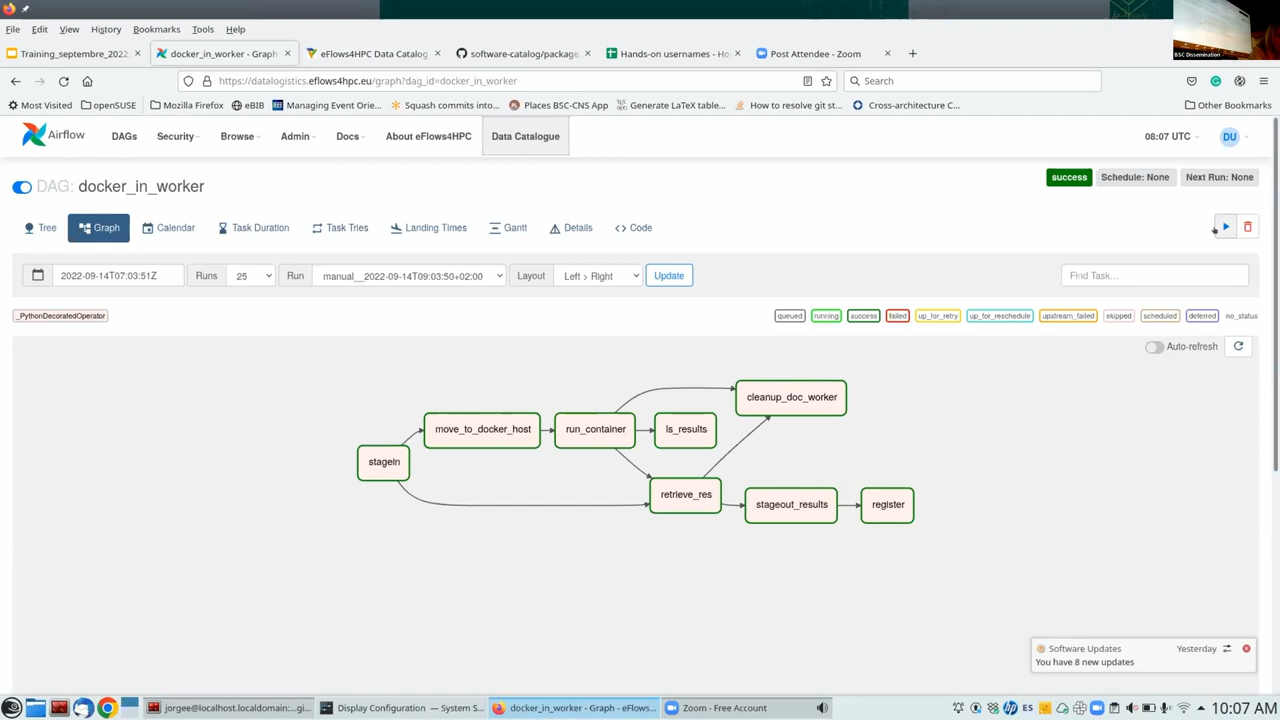 File Edit View History Bookmarks Tools Help
Training_septembre_2022
docker_in_worker - Graph
eFlows4HPC Data Catalog
software-catalog/package
Hands-on usernames - Ho
Post Attendee - Zoom
BSC Dissemination
https://datalogistics.eflows4hpc.eu/graph?dag_id=docker_in_worker
Search
Most Visited openSUSE Mozilla Firefox eBIB Managing Event Orie... Squash commits into... Places BSC-CNS App Generate LaTeX table... How to resolve git st... Cross-architecture C... Other Bookmarks
Airflow DAGs Security Browse Admin Docs About eFlows4HPC Data Catalogue 08:07 UTC DU
DAG: docker_in_worker
success Schedule: None Next Run: None
Tree Graph Calendar Task Duration Task Tries Landing Times Gantt Details Code
2022-09-14T07:03:51Z Runs 25 Run manual__2022-09-14T09:03:50+02:00 Layout Left > Right Update Find Task...
_PythonDecoratedOperator
queued running success failed up_for_retry up_for_reschedule upstream_failed skipped scheduled deferred no_status
Auto-refresh
cleanup_doc_worker
move_to_docker_host run_container ls_results
stagein
retrieve_res
stageout_results register
Software Updates Yesterday
You have 8 new updates
jorgee@localhost.localdomain:...gi...
Display Configuration — System S...
docker_in_worker - Graph - eFlows...
Zoom - Free Account
ES
10:07 AM